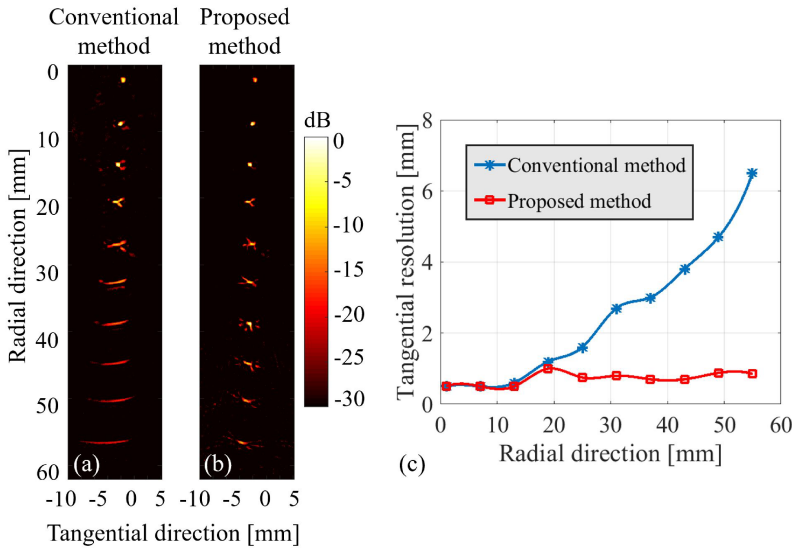 Conventional method
Proposed method
0
10
20
30
40
50
60
Radial direction [mm]
(a)
(b)
-10
-5
0
5
-10
-5
0
5
Tangential direction [mm]
dB
0
-5
-10
-15
-20
-25
-30
8
6
4
2
0
Tangential resolution [mm]
Conventional method
Proposed method
0
10
20
30
40
50
60
Radial direction [mm]
(c)